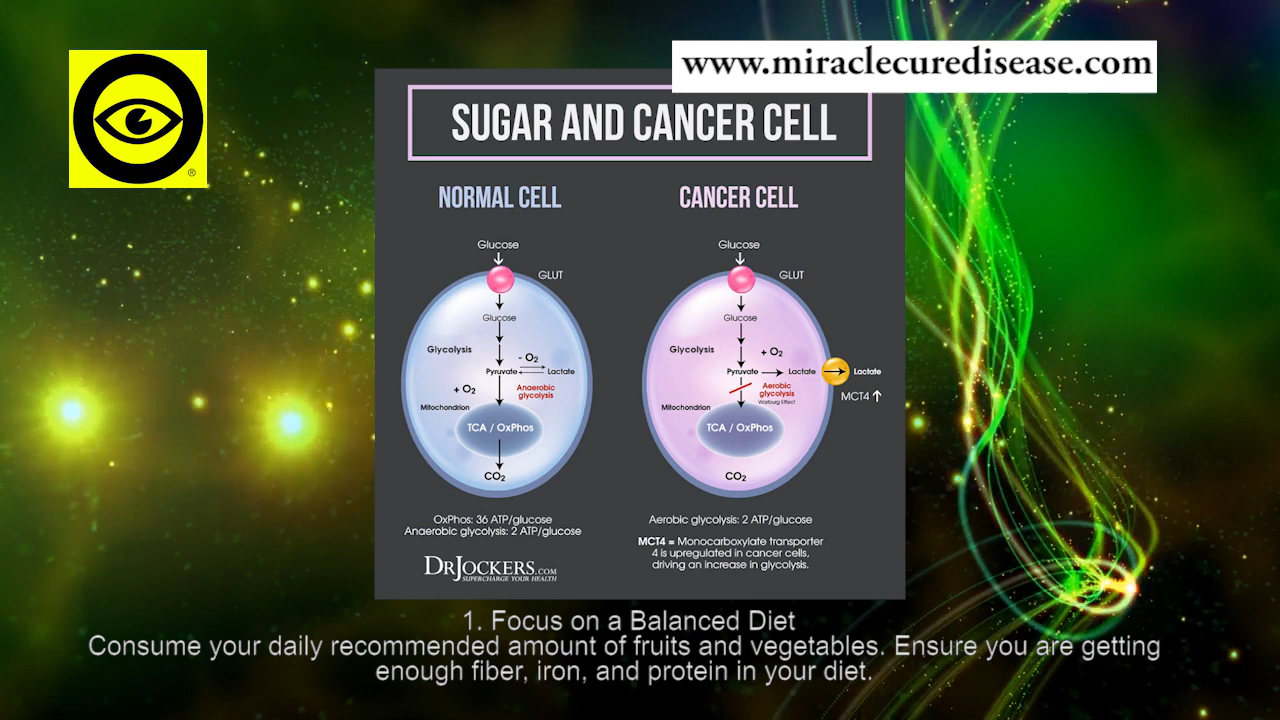 www.miraclecuredisease.com
®
SUGAR AND CANCER CELL
NORMAL CELL
CANCER CELL
Glucose
GLUT
Glucose
Glycolysis
- O2
Pyruvate
Lactate
+ O2
Anaerobic
glycolysis
Mitochondrion
TCA / OxPhos
CO2
OxPhos: 36 ATP/glucose
Anaerobic glycolysis: 2 ATP/glucose
Glucose
GLUT
Glucose
Glycolysis
+ O2
Pyruvate
Lactate
Lactate
Aerobic
glycolysis
Warburg Effect
MCT4
Mitochondrion
TCA / OxPhos
CO2
Aerobic glycolysis: 2 ATP/glucose
MCT4 = Monocarboxylate transporter
4 is upregulated in cancer cells,
driving an increase in glycolysis.
DRJOCKERS.COM
SUPERCHARGE YOUR HEALTH
1. Focus on a Balanced Diet
Consume your daily recommended amount of fruits and vegetables. Ensure you are getting
enough fiber, iron, and protein in your diet.